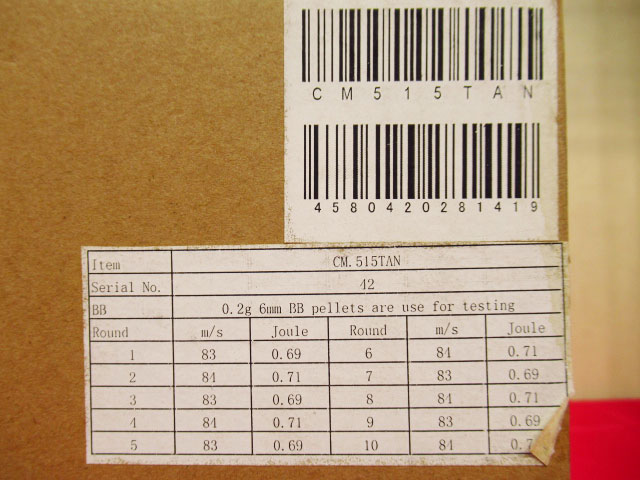 CM515TAN
4580420281419
Item CM.515TAN
Serial No. 42
BB 0.2g 6mm BB pellets are use for testing
Round m/s Joule Round m/s Joule
1 83 0.69 6 84 0.71
2 84 0.71 7 83 0.69
3 83 0.69 8 84 0.71
4 84 0.71 9 83 0.69
5 83 0.69 10 84